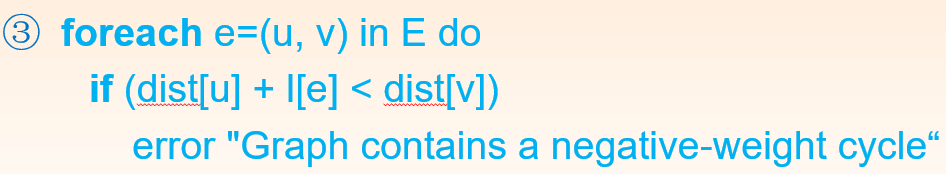 ③ foreach e=(u, v) in E do
if (dist[u] + l[e] < dist[v])
error "Graph contains a negative-weight cycle“